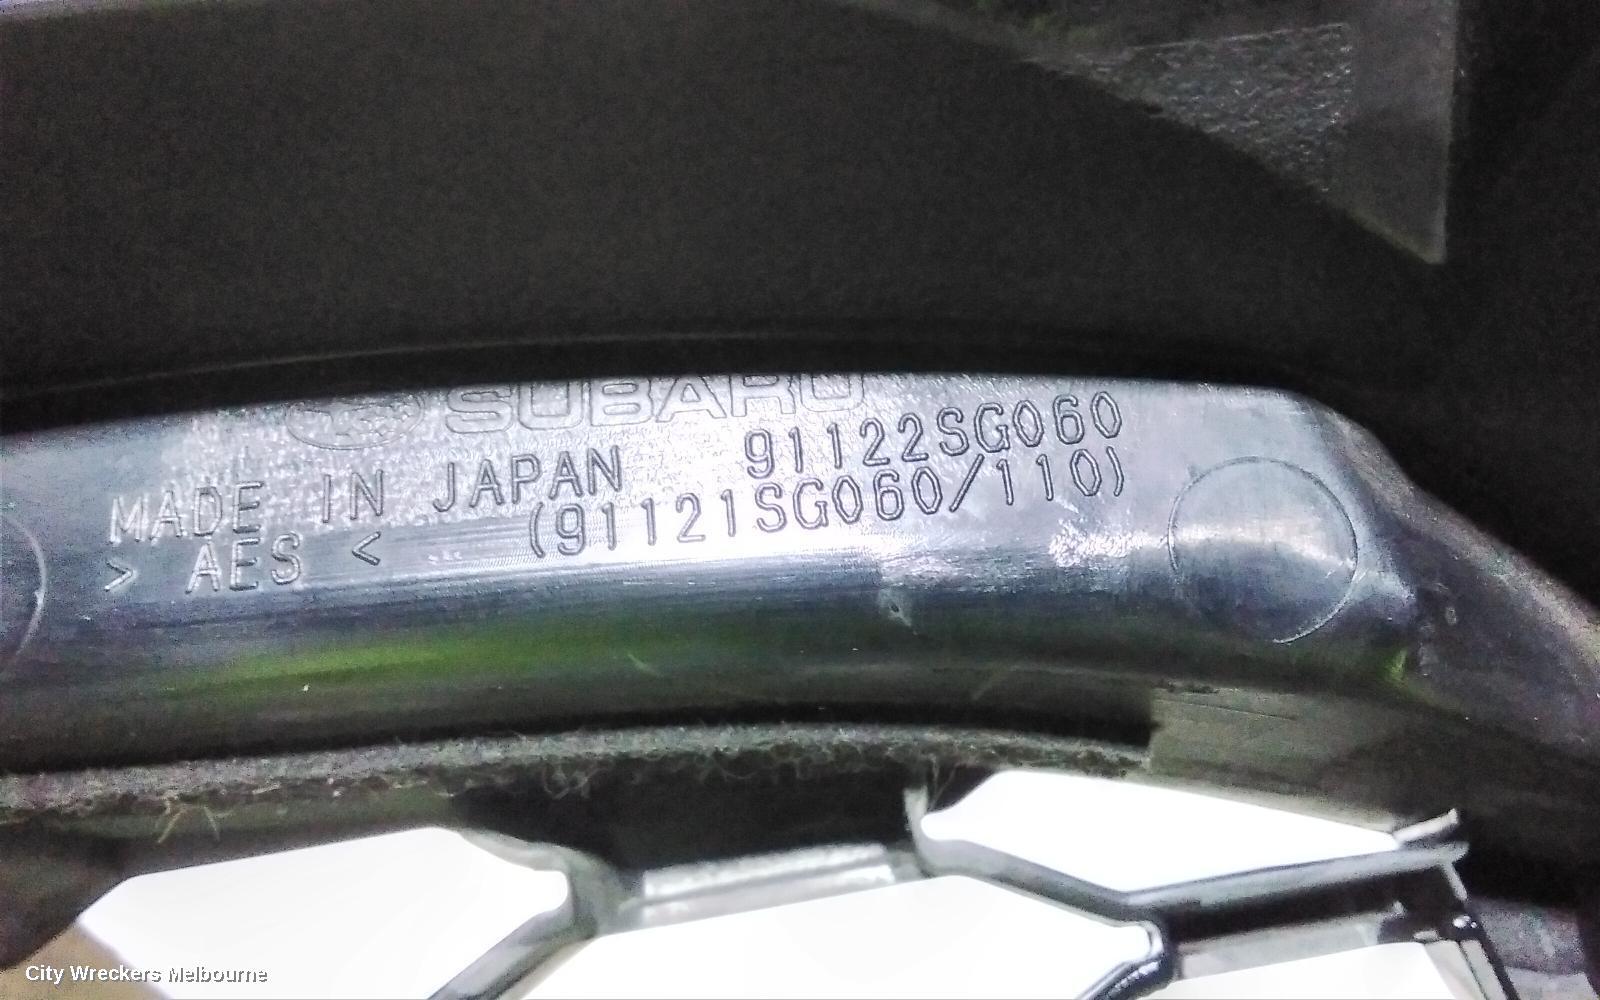 SUBARU
MADE IN JAPAN 91122SG060
> AES < (91121SG060/110)
City Wreckers Melbourne